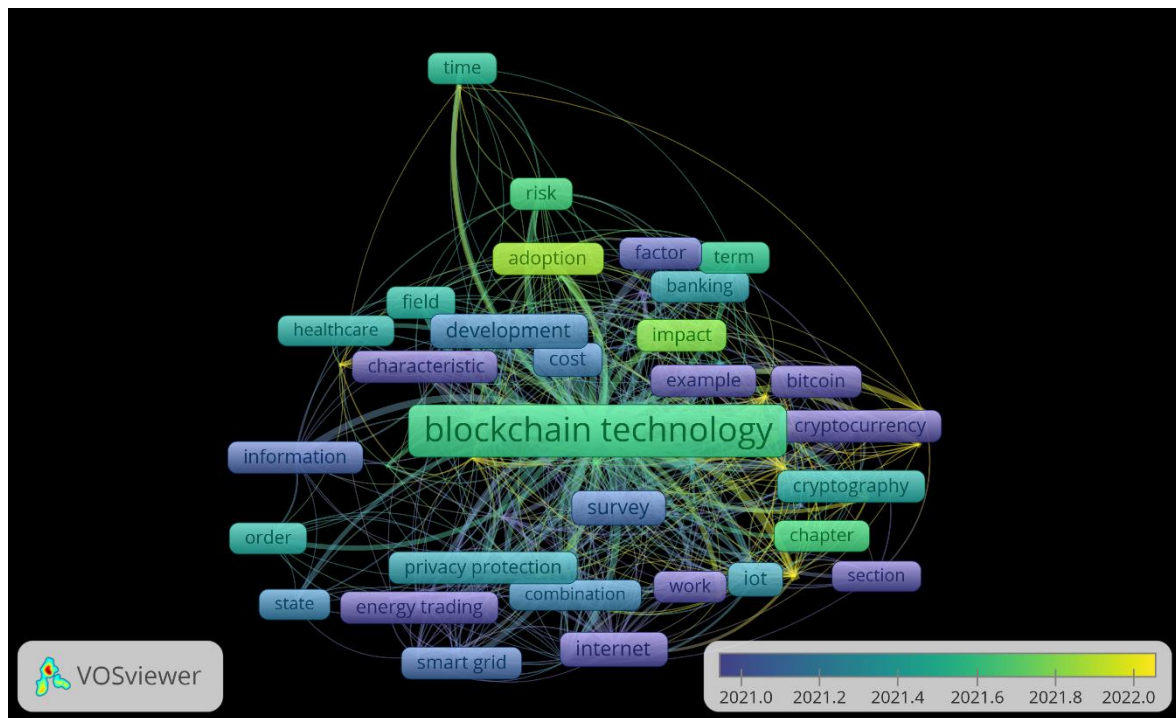 time
risk
adoption
factor
term
banking
field
healthcare
development
impact
cost
characteristic
example
bitcoin
blockchain technology
cryptocurrency
information
cryptography
survey
order
chapter
privacy protection
iot
section
work
combination
state
energy trading
internet
smart grid
VOSviewer
2021.0 2021.2 2021.4 2021.6 2021.8 2022.0